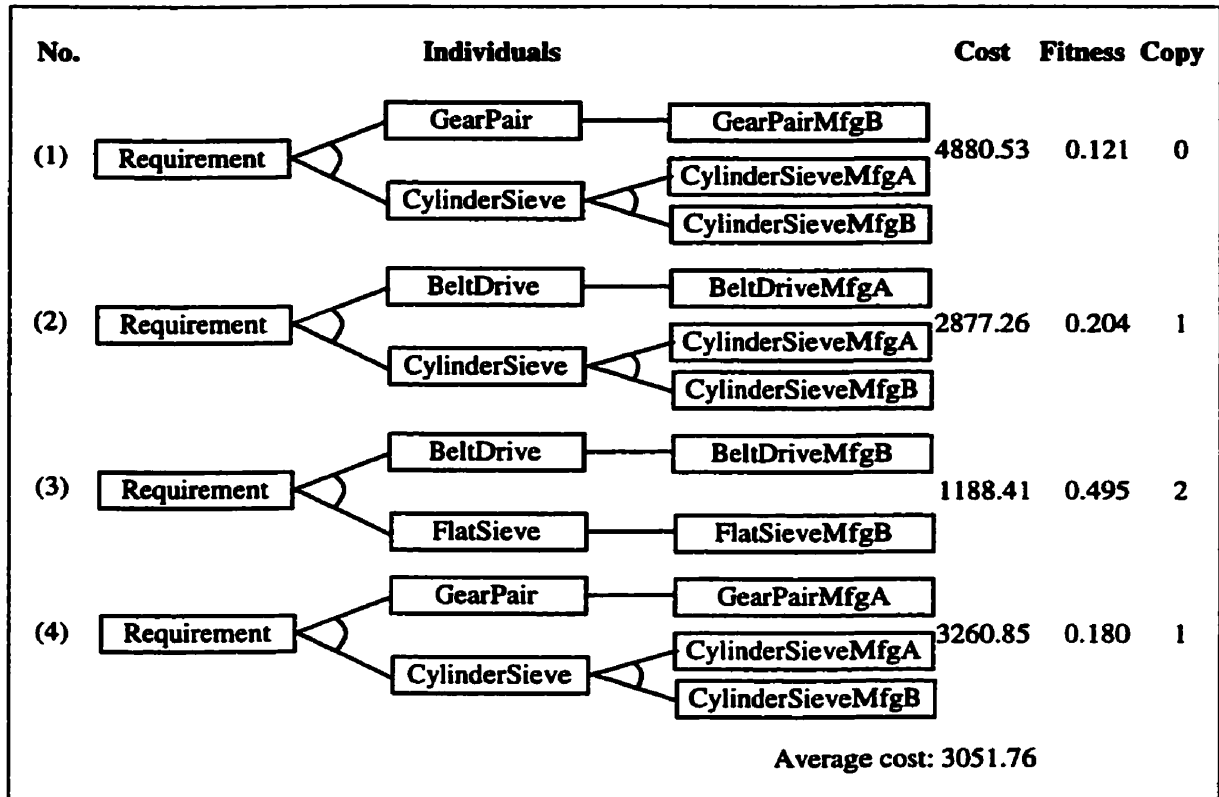 No. Individuals Cost Fitness Copy
GearPair GearPairMfgB
(1) Requirement 4880.53 0.121 0
CylinderSieveMfgA
CylinderSieve
CylinderSieveMfgB
BeltDrive BeltDriveMfgA
(2) Requirement 2877.26 0.204 1
CylinderSieveMfgA
CylinderSieve
CylinderSieveMfgB
BeltDrive BeltDriveMfgB
(3) Requirement 1188.41 0.495 2
FlatSieve FlatSieveMfgB
GearPair GearPairMfgA
(4) Requirement 3260.85 0.180 1
CylinderSieveMfgA
CylinderSieve
CylinderSieveMfgB
Average cost: 3051.76